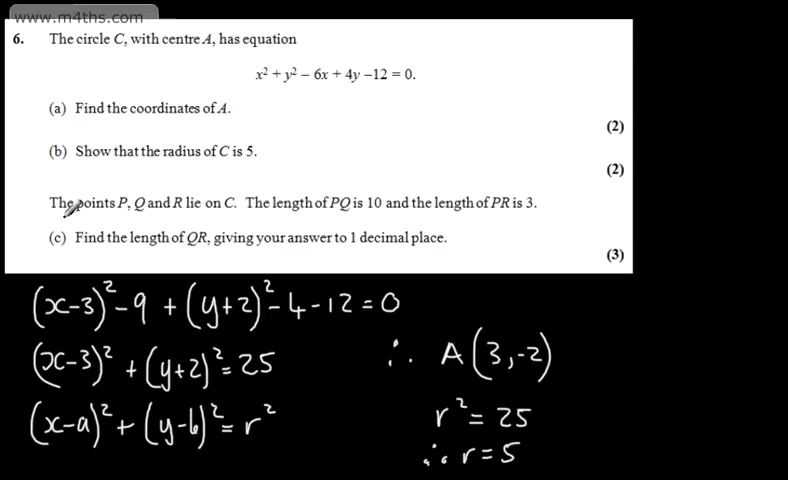 www.m4ths.com
6. The circle C, with centre A, has equation
x² + y² – 6x + 4y –12 = 0.
(a) Find the coordinates of A.
(2)
(b) Show that the radius of C is 5.
(2)
The points P, Q and R lie on C. The length of PQ is 10 and the length of PR is 3.
(c) Find the length of QR, giving your answer to 1 decimal place.
(3)
(x-3)² - 9 + (y+2)² - 4 - 12 = 0
(x-3)² + (y+2)² = 25
∴ A(3,-2)
(x-a)² + (y-b)² = r²
r² = 25
∴ r = 5